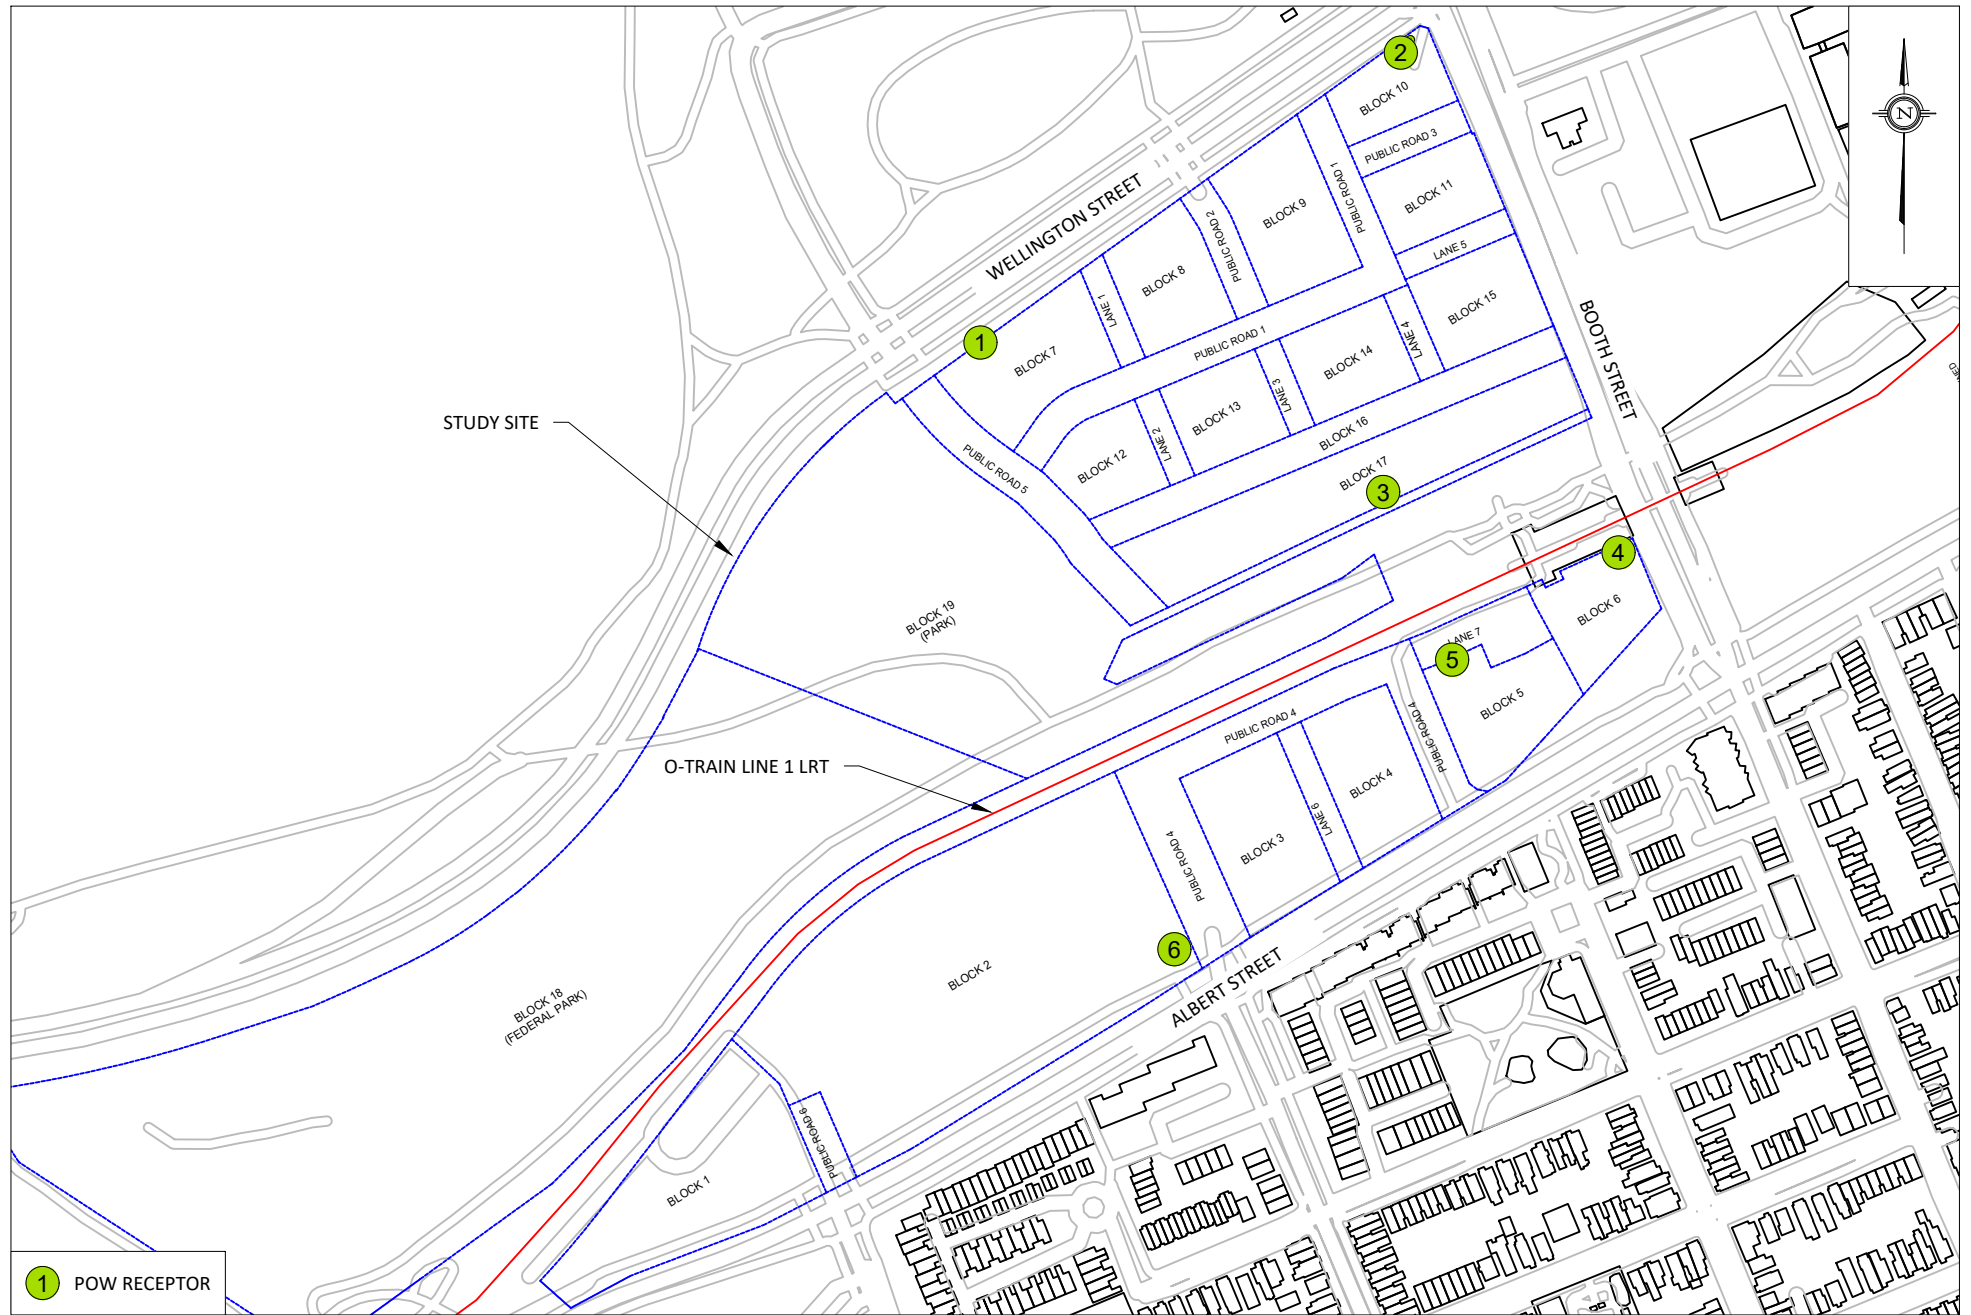 2
BLOCK 10
PUBLIC ROAD 3
N
BLOCK 11
PUBLIC ROAD 1
BLOCK 9
WELLINGTON STREET
PUBLIC ROAD 2
LANE 5
BLOCK 8
LANE 1
BLOCK 15
BOOTH STREET
1
BLOCK 7
PUBLIC ROAD 1
LANE 4
BLOCK 14
LANE 3
BLOCK 13
STUDY SITE
LANE 2
BLOCK 16
BLOCK 12
PUBLIC ROAD 5
BLOCK 17
3
4
BLOCK 19
(PARK)
BLOCK 6
LANE 7
5
BLOCK 5
PUBLIC ROAD 4
PUBLIC ROAD 4
O-TRAIN LINE 1 LRT
BLOCK 4
LANE 6
BLOCK 3
PUBLIC ROAD 4
6
BLOCK 2
ALBERT STREET
BLOCK 18
(FEDERAL PARK)
PUBLIC ROAD 6
BLOCK 1
1 POW RECEPTOR